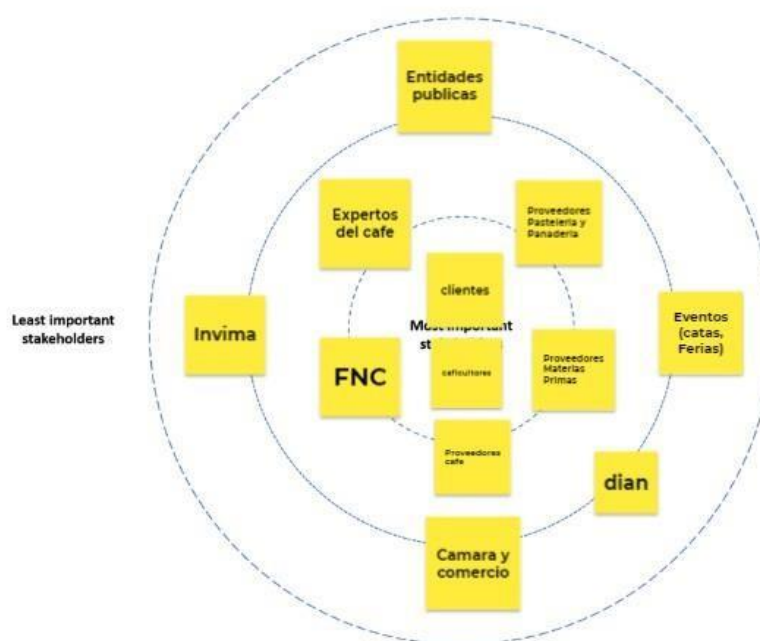 Entidades
publicas
Expertos
del cafe
Proveedores
Pasteleria y
Panaderia
clientes
Least important
stakeholders
Invima
Most important
Eventos
(catas,
Ferias)
FNC
caficultores
Proveedores
Materias
Primas
Proveedores
cafe
dian
Camara y
comercio